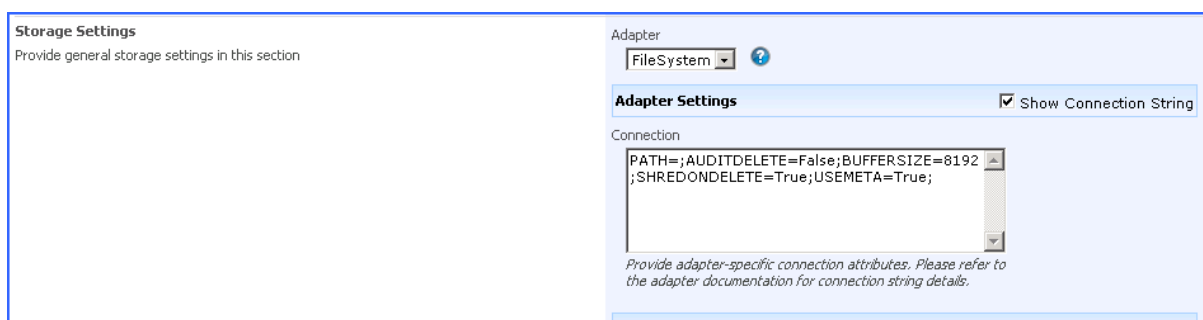 Storage Settings
Provide general storage settings in this section
Adapter
FileSystem
Adapter Settings
Show Connection String
Connection
PATH=;AUDITDELETE=False;BUFFERSIZE=8192
;SHREDONDELETE=True;USEMETA=True;
Provide adapter-specific connection attributes. Please refer to
the adapter documentation for connection string details.